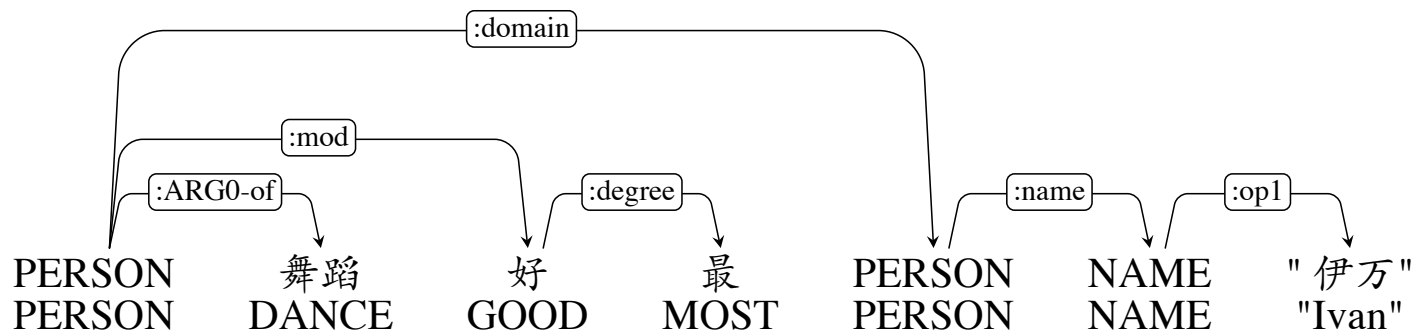 :domain
:mod
:ARG0-of :degree :name :op1
PERSON 舞蹈 好 最 PERSON NAME "伊万"
PERSON DANCE GOOD MOST PERSON NAME "Ivan"